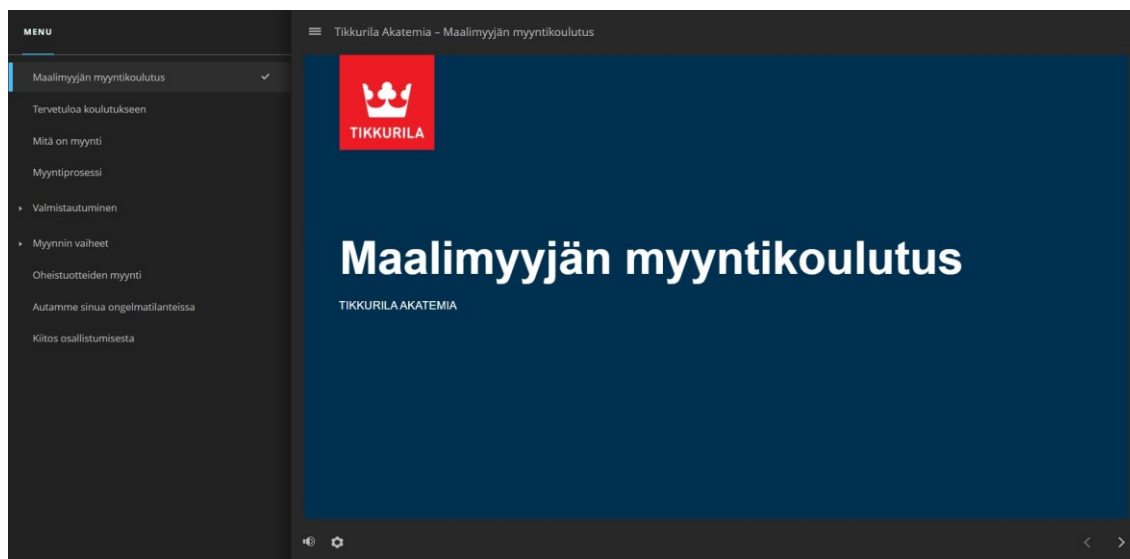 MENU
Maalimyyjän myyntikoulutus
Tervetuloa koulutukseen
Mitä on myynti
Myyntiprosessi
Valmistautuminen
Myynnin vaiheet
Oheistuotteiden myynti
Autamme sinua ongelmatilanteissa
Kiitos osallistumisesta
Tikkurila Akatemia – Maalimyyjän myyntikoulutus
TIKKURILA
Maalimyyjän myyntikoulutus
TIKKURILA AKATEMIA